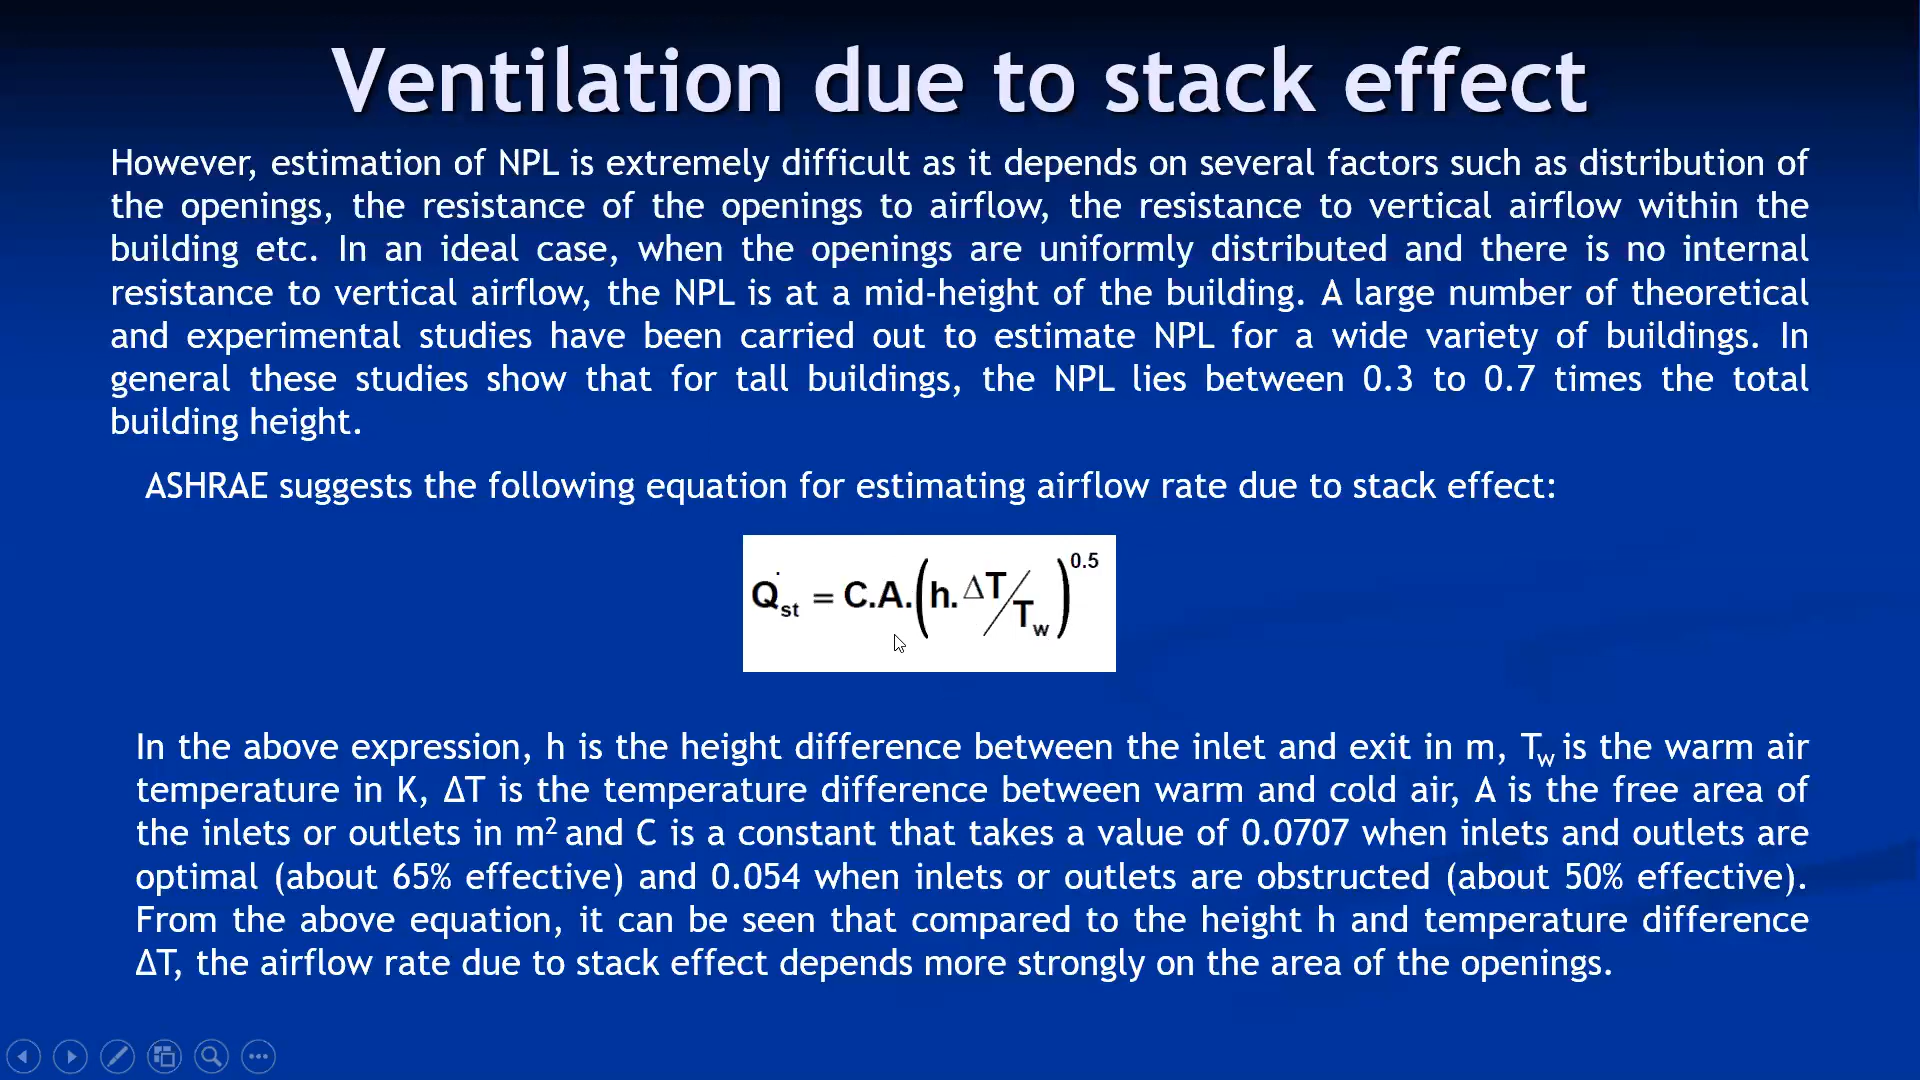 Ventilation due to stack effect
However, estimation of NPL is extremely difficult as it depends on several factors such as distribution of
the openings, the resistance of the openings to airflow, the resistance to vertical airflow within the
building etc. In an ideal case, when the openings are uniformly distributed and there is no internal
resistance to vertical airflow, the NPL is at a mid-height of the building. A large number of theoretical
and experimental studies have been carried out to estimate NPL for a wide variety of buildings. In
general these studies show that for tall buildings, the NPL lies between 0.3 to 0.7 times the total
building height.
ASHRAE suggests the following equation for estimating airflow rate due to stack effect:
Q̇st = C.A.(h.ΔT/Tw)^0.5
In the above expression, h is the height difference between the inlet and exit in m, Tw is the warm air
temperature in K, ΔT is the temperature difference between warm and cold air, A is the free area of
the inlets or outlets in m² and C is a constant that takes a value of 0.0707 when inlets and outlets are
optimal (about 65% effective) and 0.054 when inlets or outlets are obstructed (about 50% effective).
From the above equation, it can be seen that compared to the height h and temperature difference
ΔT, the airflow rate due to stack effect depends more strongly on the area of the openings.